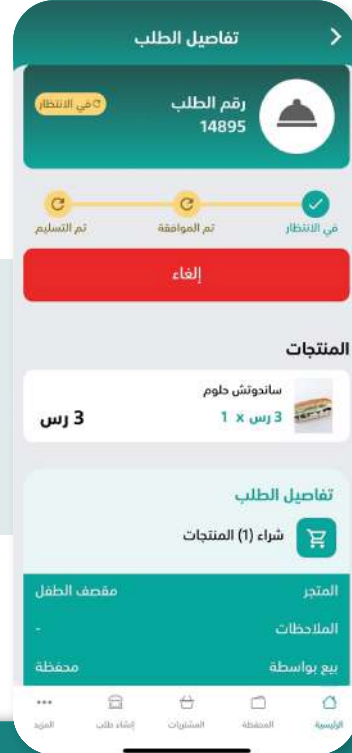 تفاصيل الطلب
رقم الطلب
14895
في الانتظار
في الانتظار
تم الموافقة
تم التسليم
إلغاء
المنتجات
ساندوتش حلوم
3 رس x 1
3 رس
تفاصيل الطلب
شراء (1) المنتجات
المتجر
مقصف الطفل
الملاحظات
-
بيع بواسطة
محفظة
الرئيسية
المحفظة
المشتريات
إنشاء طلب
المزيد